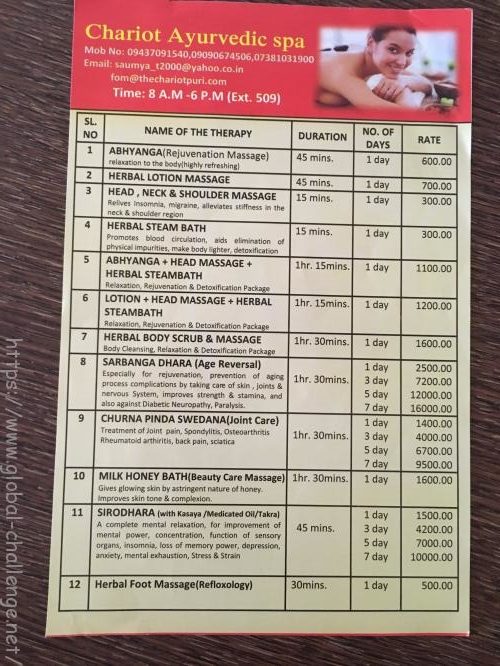 Chariot Ayurvedic spa
Mob No: 09437091540,09090674506,07381031900
Email: saumya_t2000@yahoo.co.in
fom@thechariotpuri.com
Time: 8 A.M -6 P.M (Ext. 509)
SL. NO NAME OF THE THERAPY DURATION NO. OF DAYS RATE
1 ABHYANGA(Rejuvenation Massage) 45 mins. 1 day 600.00
relaxation to the body(highly refreshing)
2 HERBAL LOTION MASSAGE 45 mins. 1 day 700.00
3 HEAD , NECK & SHOULDER MASSAGE 15 mins. 1 day 300.00
Relives Insomnia, migraine, alleviates stiffness in the
neck & shoulder region
4 HERBAL STEAM BATH 15 mins. 1 day 300.00
Promotes blood circulation, aids elimination of
physical impurities, make body lighter, detoxification
5 ABHYANGA + HEAD MASSAGE + 1hr. 15mins. 1 day 1100.00
HERBAL STEAMBATH
Relaxation, Rejuvenation & Detoxification Package
6 LOTION + HEAD MASSAGE + HERBAL 1hr. 15mins. 1 day 1200.00
STEAMBATH
Relaxation, Rejuvenation & Detoxification Package
7 HERBAL BODY SCRUB & MASSAGE 1hr. 30mins. 1 day 1600.00
Body Cleansing, Relaxation & Detoxification Package
8 SARBANGA DHARA (Age Reversal) 1 day 2500.00
Especially for rejuvenation, prevention of aging 1hr. 30mins. 3 day 7200.00
process complications by taking care of skin , joints &
nervous System, improves strength & stamina, and 5 day 12000.00
also against Diabetic Neuropathy, Paralysis. 7 day 16000.00
9 CHURNA PINDA SWEDANA(Joint Care) 1 day 1400.00
Treatment of Joint pain, Spondylitis, Osteoarthritis 1hr. 30mins. 3 day 4000.00
Rheumatoid arthritis, back pain, sciatica 5 day 6700.00
7 day 9500.00
10 MILK HONEY BATH(Beauty Care Massage) 1hr. 30mins. 1 day 1600.00
Gives glowing skin by astringent nature of honey.
Improves skin tone & complexion.
11 SIRODHARA (with Kasaya /Medicated Oil/Takra) 1 day 1500.00
A complete mental relaxation, for improvement of 45 mins. 3 day 4200.00
mental power, concentration, function of sensory
organs, insomnia, loss of memory power, depression, 5 day 7000.00
anxiety, mental exhaustion, Stress & Strain 7 day 10000.00
12 Herbal Foot Massage(Refloxology) 30mins. 1 day 500.00
https://www.global-challenge.net/